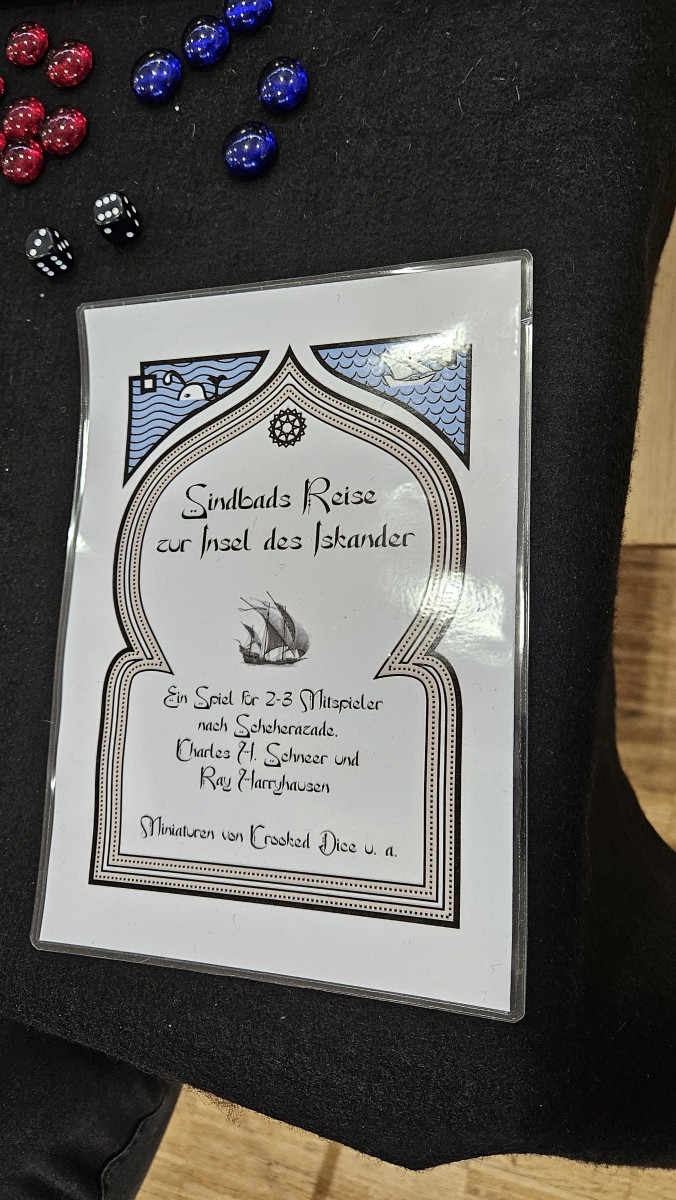 Sindbads Reise
zur Insel des Iskander
Ein Spiel für 2-3 Mitspieler
nach Scheherazade,
Charles H. Schneer und
Ray Harryhausen
Miniaturen von Crooked Dice u. a.